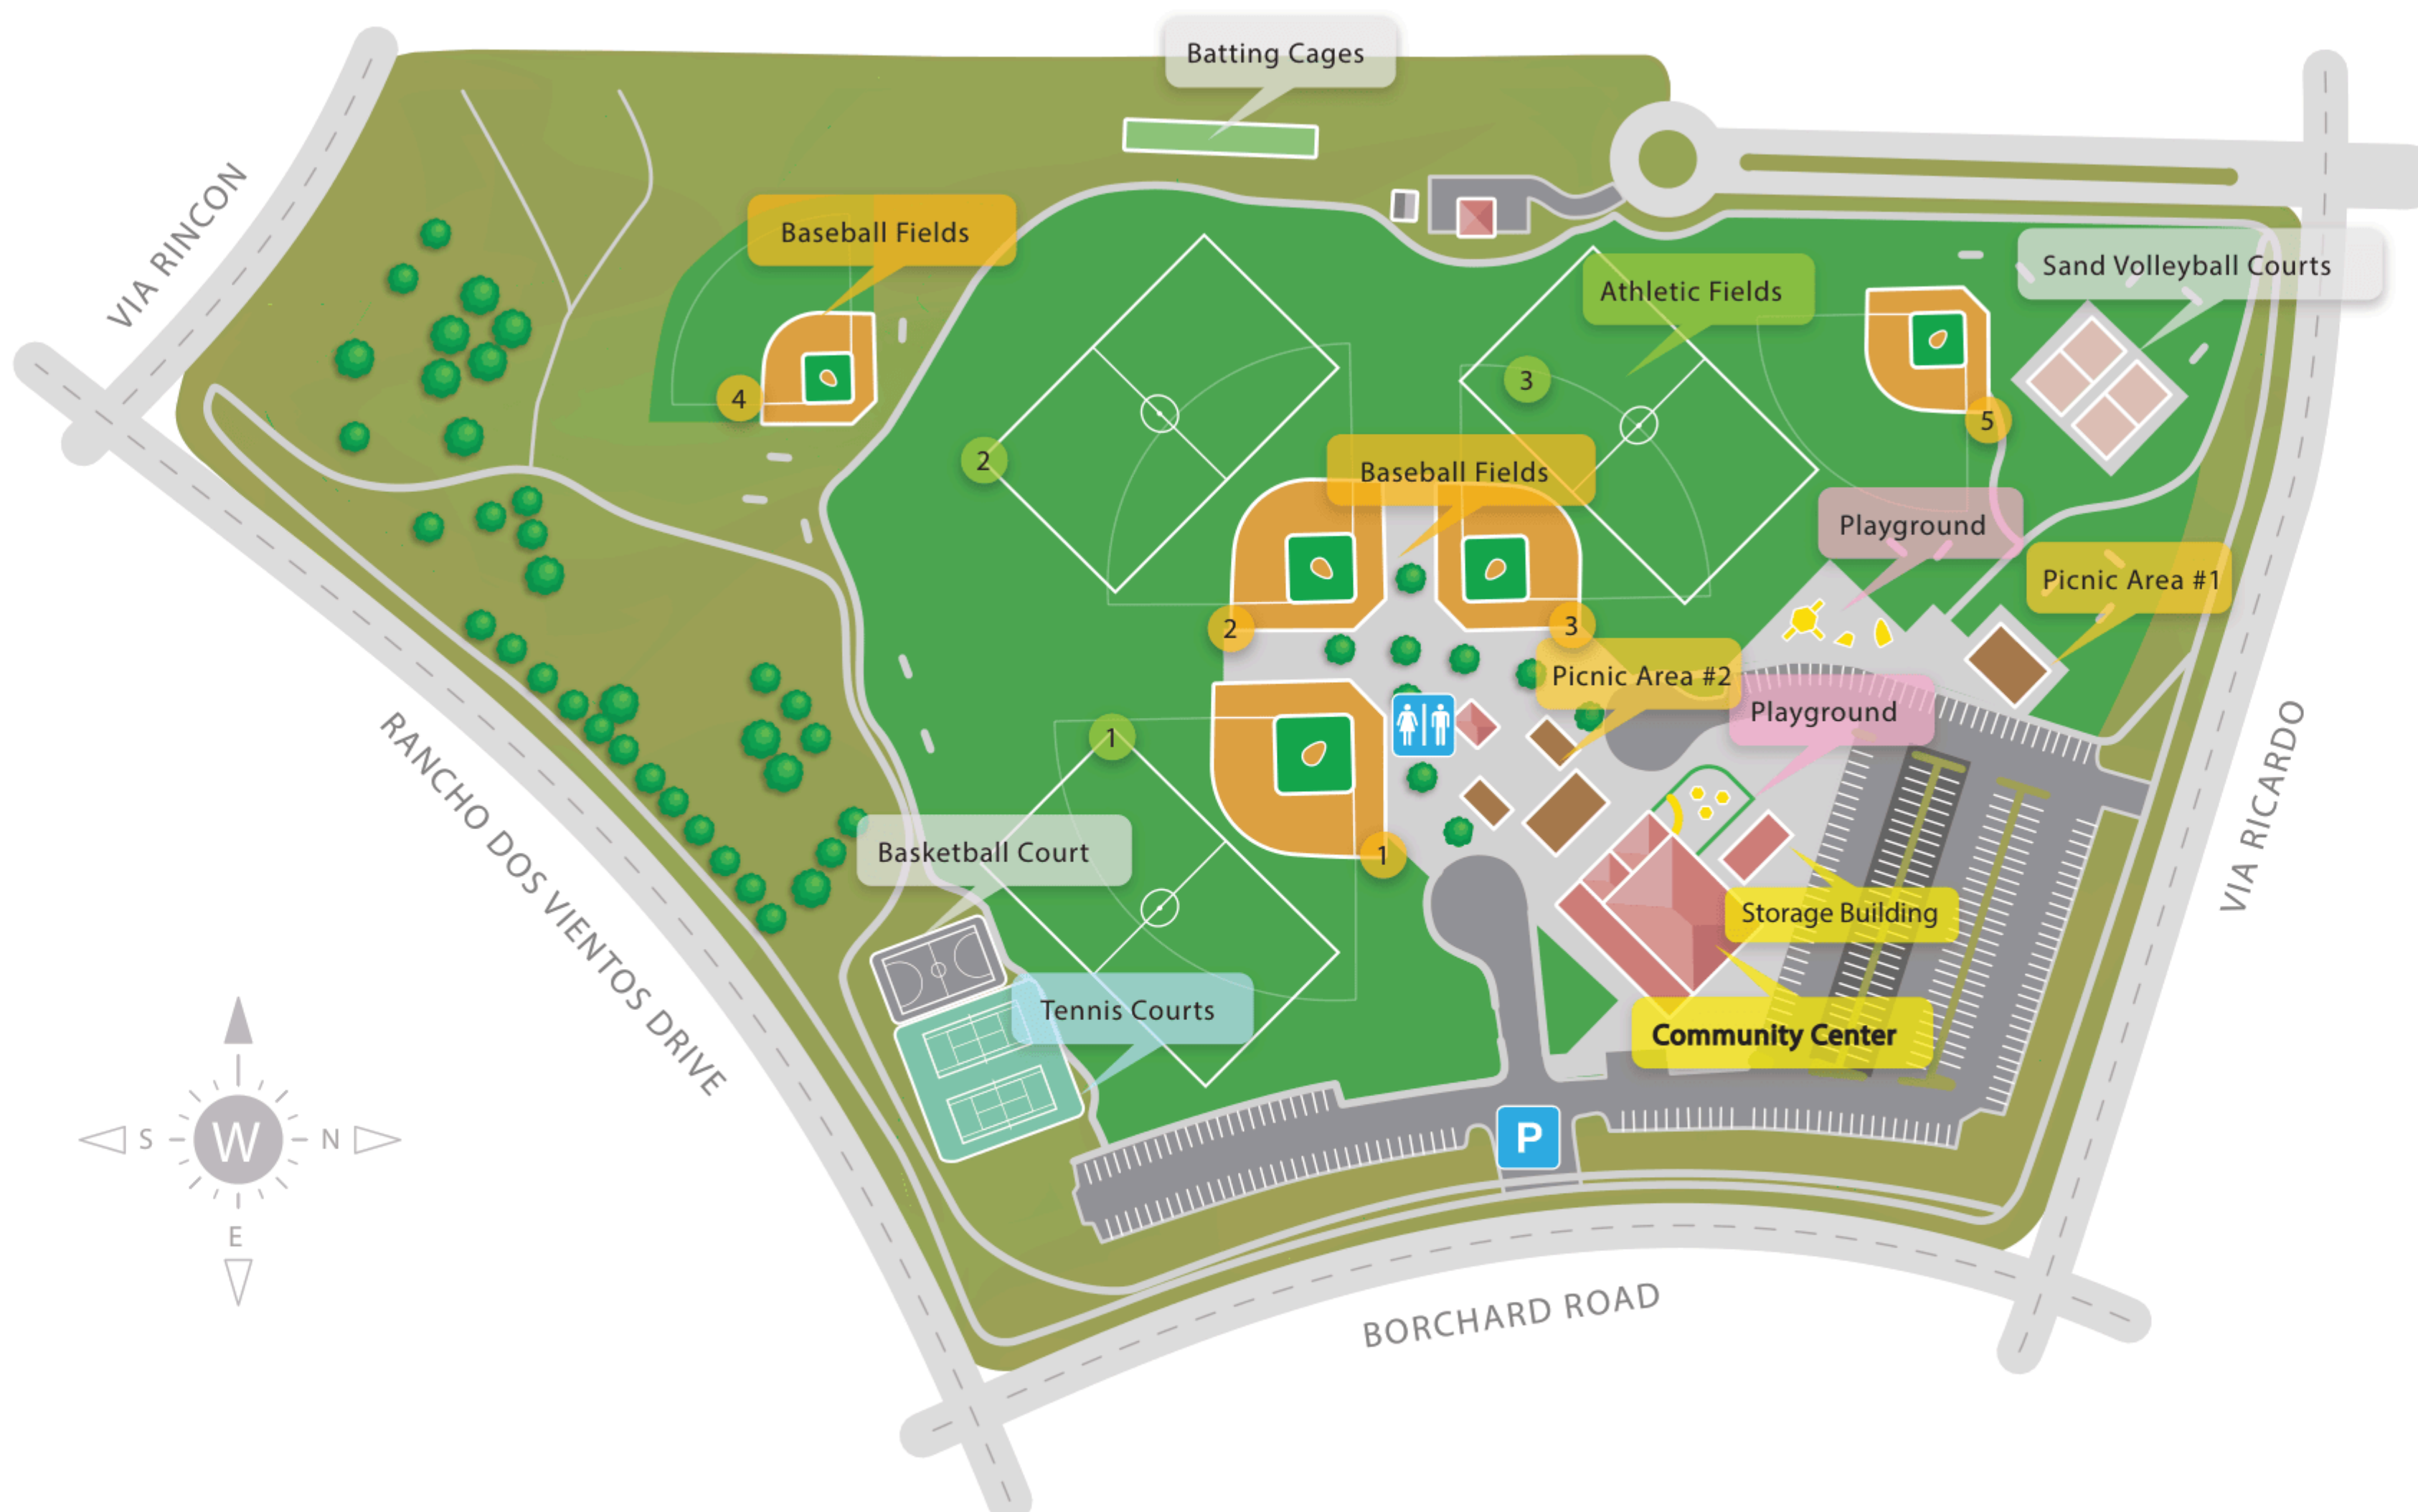 Batting Cages
VIA RINCON
Baseball Fields
Sand Volleyball Courts
Athletic Fields
3
4
5
2
Baseball Fields
Playground
Picnic Area #1
2
3
Picnic Area #2
Playground
1
RANCHO DOS VIENTOS DRIVE
VIA RICARDO
Basketball Court
1
Storage Building
Tennis Courts
Community Center
P
S W N
E
BORCHARD ROAD